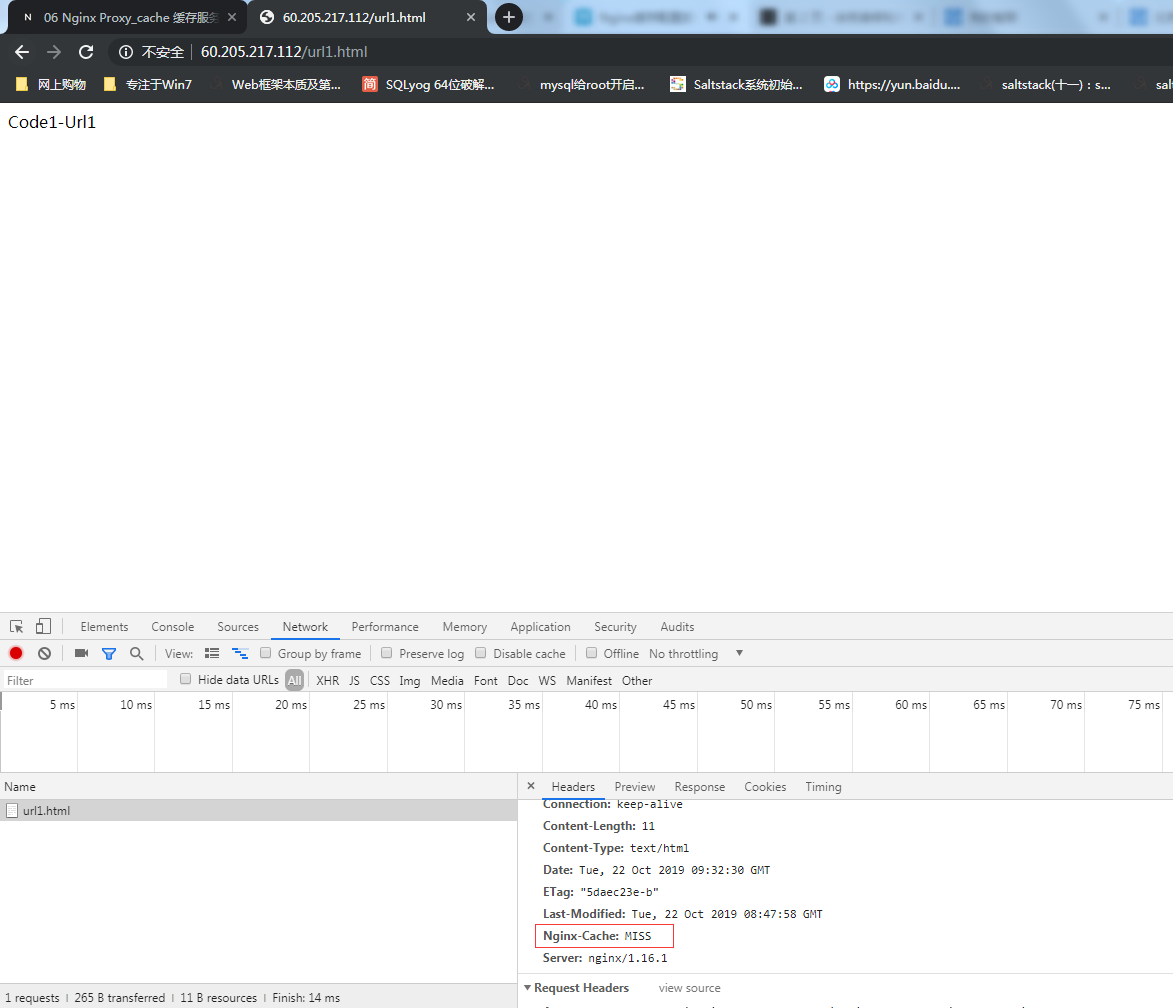 06 Nginx Proxy_cache 缓存服务
60.205.217.112/url1.html
不安全 60.205.217.112/url1.html
网上购物 专注于Win7 Web框架本质及第... 简 SQLyog 64位破解... mysql给root开启... Saltstack系统初始... https://yun.baidu.... saltstack(十一)：s... sal
Code1-Url1
Elements Console Sources Network Performance Memory Application Security Audits
View: Group by frame Preserve log Disable cache Offline No throttling
Filter Hide data URLs All XHR JS CSS Img Media Font Doc WS Manifest Other
5 ms 10 ms 15 ms 20 ms 25 ms 30 ms 35 ms 40 ms 45 ms 50 ms 55 ms 60 ms 65 ms 70 ms 75 ms
Name
url1.html
Headers Preview Response Cookies Timing
Connection: keep-alive
Content-Length: 11
Content-Type: text/html
Date: Tue, 22 Oct 2019 09:32:30 GMT
ETag: "5daec23e-b"
Last-Modified: Tue, 22 Oct 2019 08:47:58 GMT
Nginx-Cache: MISS
Server: nginx/1.16.1
Request Headers view source
1 requests 265 B transferred 11 B resources Finish: 14 ms